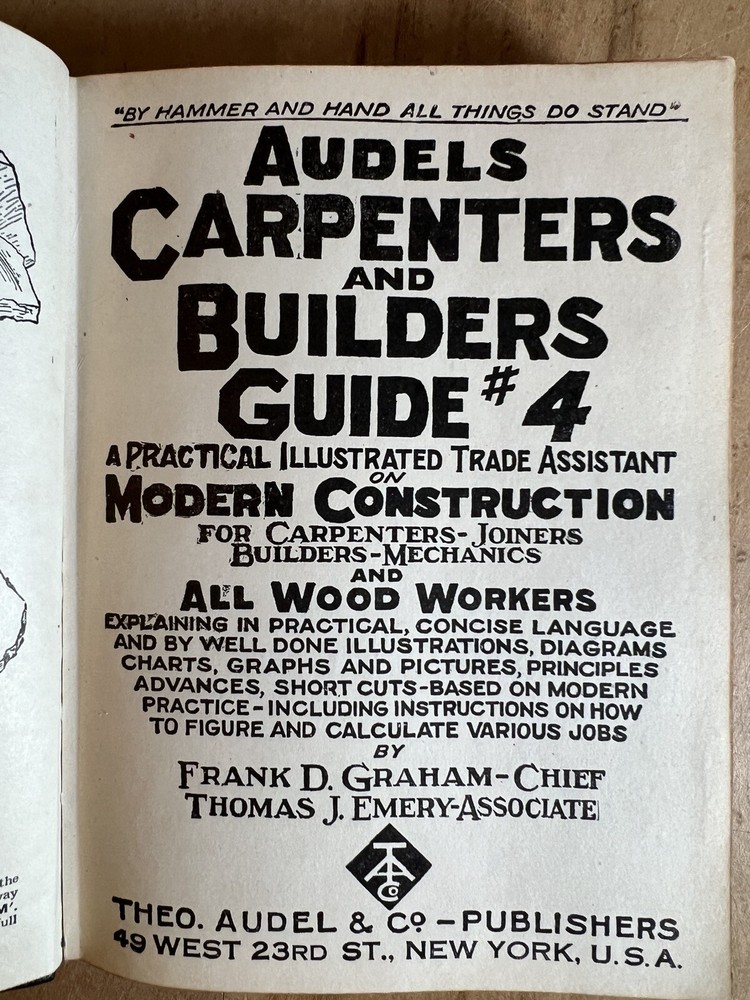 "BY HAMMER AND HAND ALL THINGS DO STAND"
AUDELS
CARPENTERS
AND
BUILDERS
GUIDE #4
A PRACTICAL ILLUSTRATED TRADE ASSISTANT
ON
MODERN CONSTRUCTION
FOR CARPENTERS-JOINERS
BUILDERS-MECHANICS
AND
ALL WOOD WORKERS
EXPLAINING IN PRACTICAL, CONCISE LANGUAGE
AND BY WELL DONE ILLUSTRATIONS, DIAGRAMS
CHARTS, GRAPHS AND PICTURES, PRINCIPLES
ADVANCES, SHORT CUTS-BASED ON MODERN
PRACTICE-INCLUDING INSTRUCTIONS ON HOW
TO FIGURE AND CALCULATE VARIOUS JOBS
BY
FRANK D. GRAHAM-CHIEF
THOMAS J. EMERY-ASSOCIATE
TA Co
THEO. AUDEL & Co. - PUBLISHERS
49 WEST 23RD ST., NEW YORK, U.S.A.
the
M'.